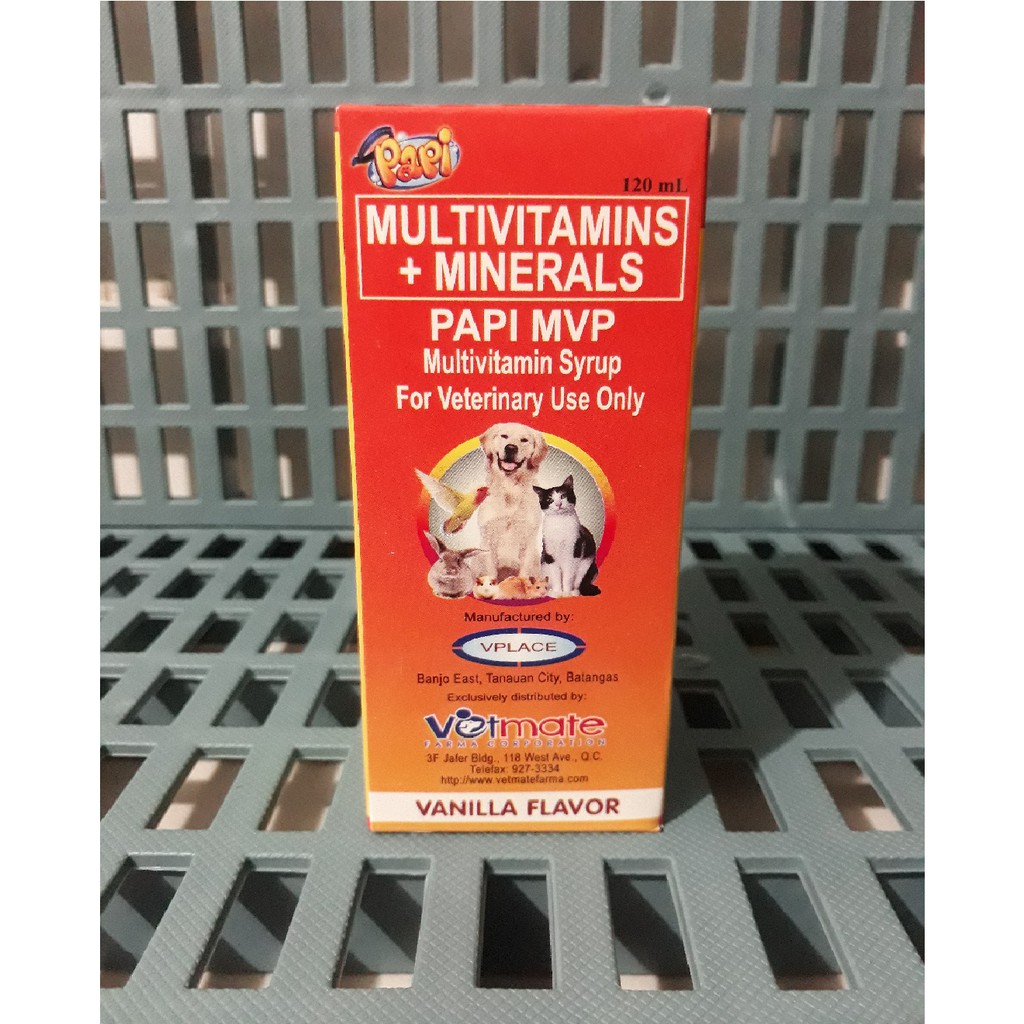 Papi
120 mL
MULTIVITAMINS
+ MINERALS
PAPI MVP
Multivitamin Syrup
For Veterinary Use Only
Manufactured by:
VPLACE
Banjo East, Tanauan City, Batangas
Exclusively distributed by:
Vetmate
FARMA CORPORATION
3F Jafer Bldg., 118 West Ave., Q.C.
Telefax: 927-3334
http://www.vetmatefarma.com
VANILLA FLAVOR